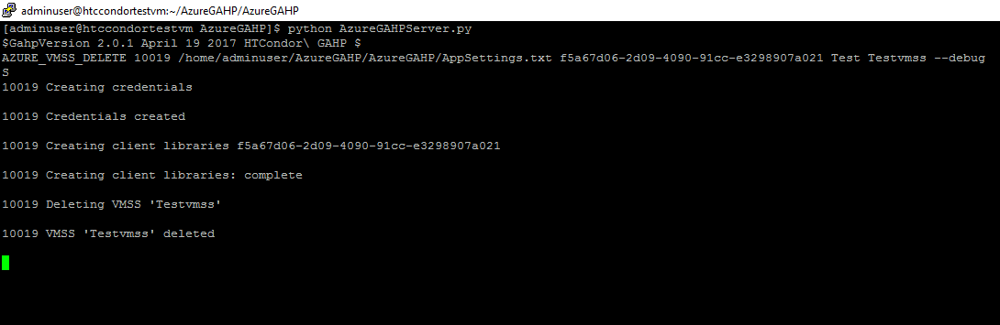 adminuser@htccondortestvm:~/AzureGAHP/AzureGAHP
[adminuser@htccondortestvm AzureGAHP]$ python AzureGAHPServer.py
$GahpVersion 2.0.1 April 19 2017 HTCondor\ GAHP $
AZURE_VMSS_DELETE 10019 /home/adminuser/AzureGAHP/AzureGAHP/AppSettings.txt f5a67d06-2d09-4090-91cc-e3298907a021 Test Testvmss --debug
S
10019 Creating credentials
10019 Credentials created
10019 Creating client libraries f5a67d06-2d09-4090-91cc-e3298907a021
10019 Creating client libraries: complete
10019 Deleting VMSS 'Testvmss'
10019 VMSS 'Testvmss' deleted